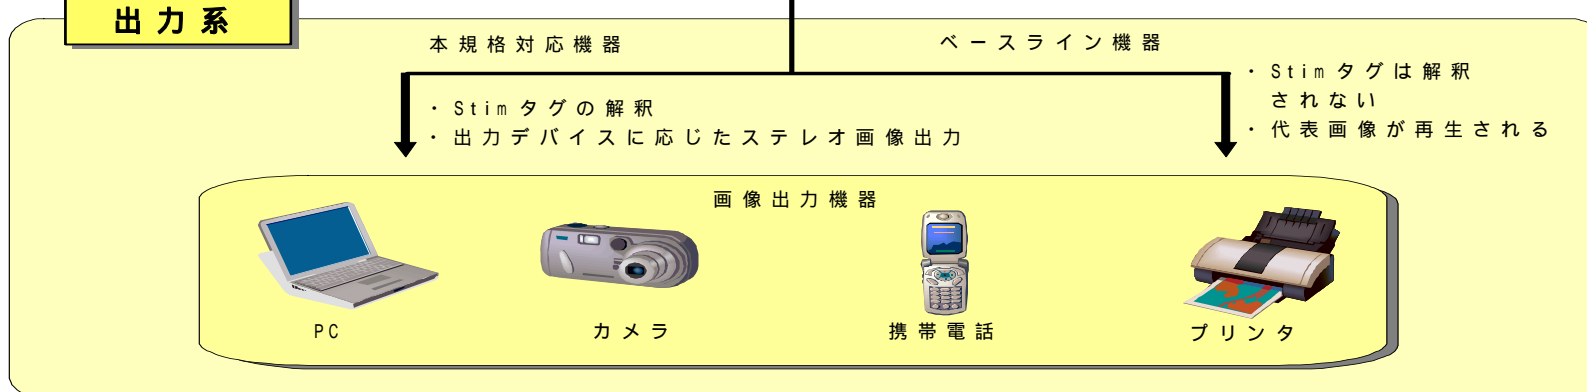 出力系
本規格対応機器
ベースライン機器
・Stimタグの解釈
・出力デバイスに応じたステレオ画像出力
・Stimタグは解釈
されない
・代表画像が再生される
画像出力機器
PC
カメラ
携帯電話
プリンタ